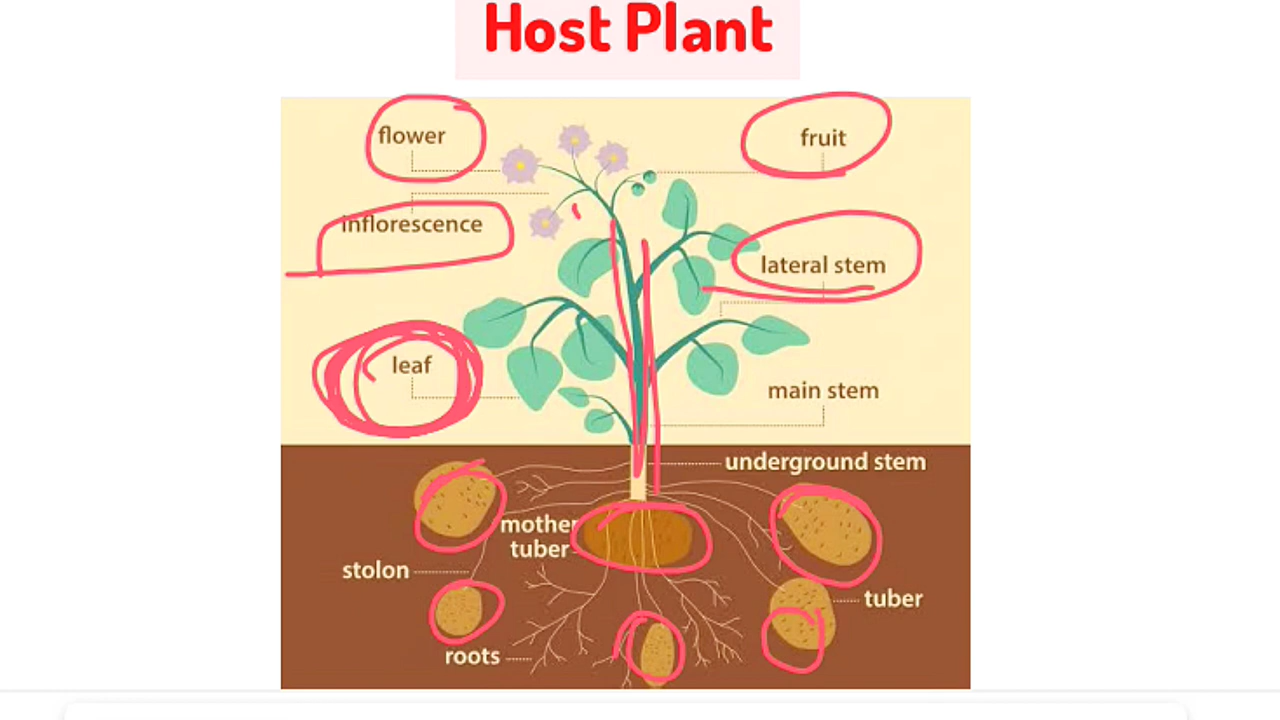 Host Plant
flower
fruit
inflorescence
lateral stem
leaf
main stem
underground stem
mother
tuber
stolon
tuber
roots